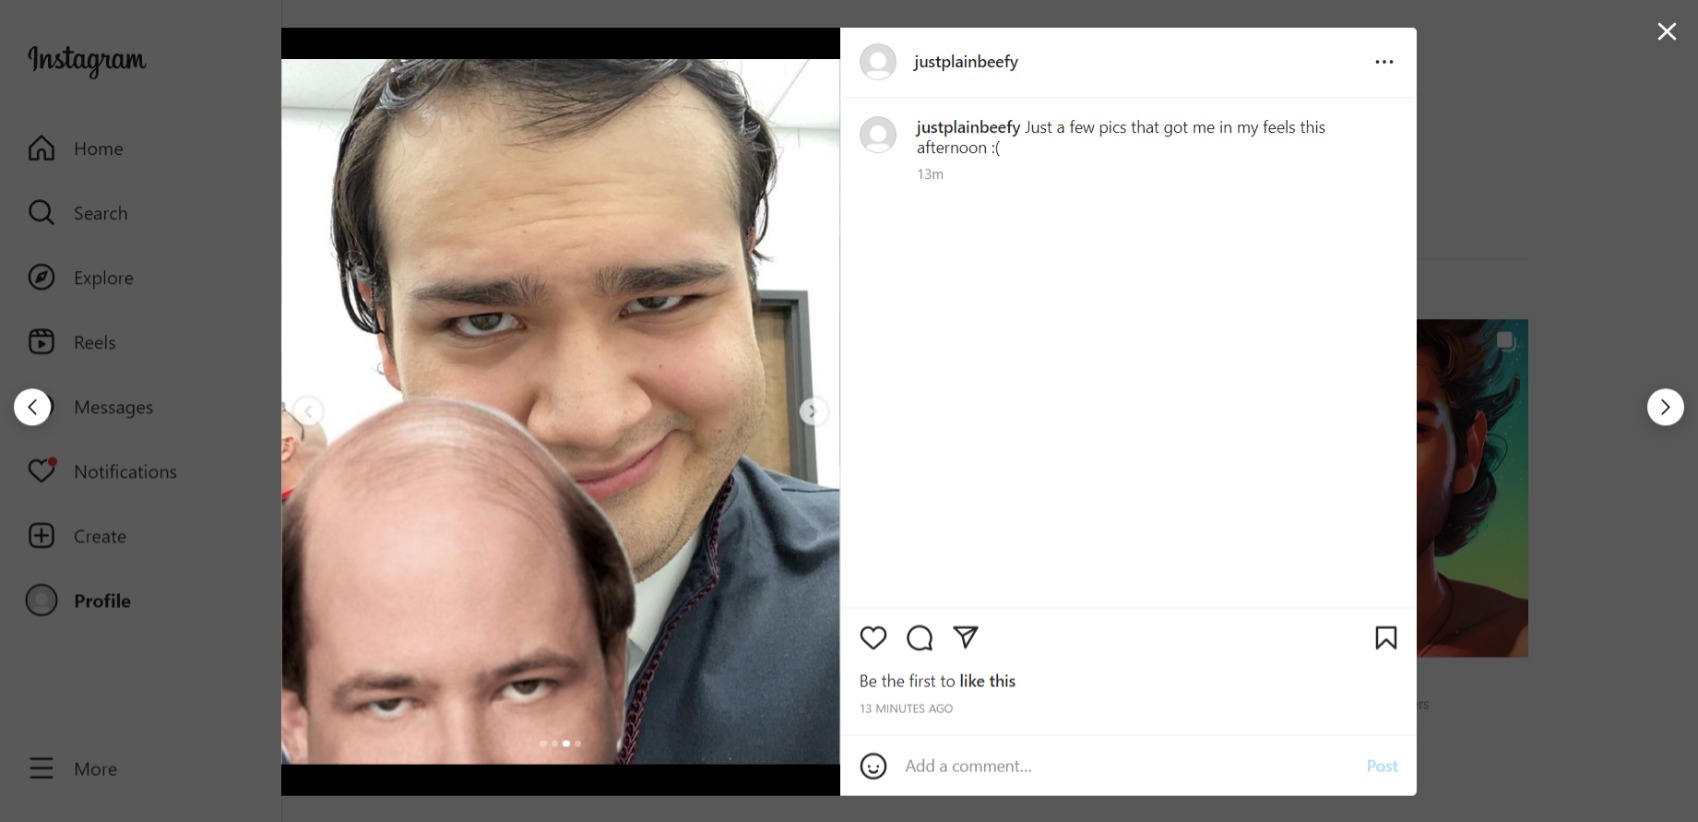 Instagram
Home
Search
Explore
Reels
Messages
Notifications
Create
Profile
More
justplainbeefy
justplainbeefy Just a few pics that got me in my feels this
afternoon :(
13m
Be the first to like this
13 MINUTES AGO
Add a comment...
Post
rs